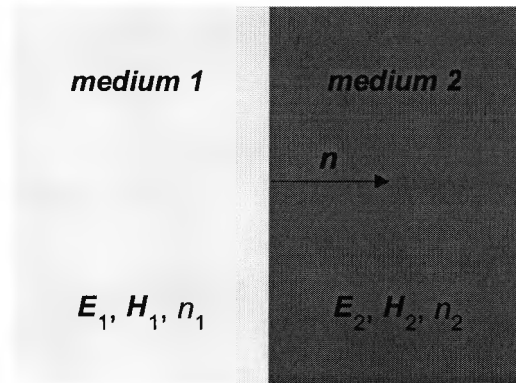 medium 1 medium 2
n
E₁, H₁, n₁ E₂, H₂, n₂